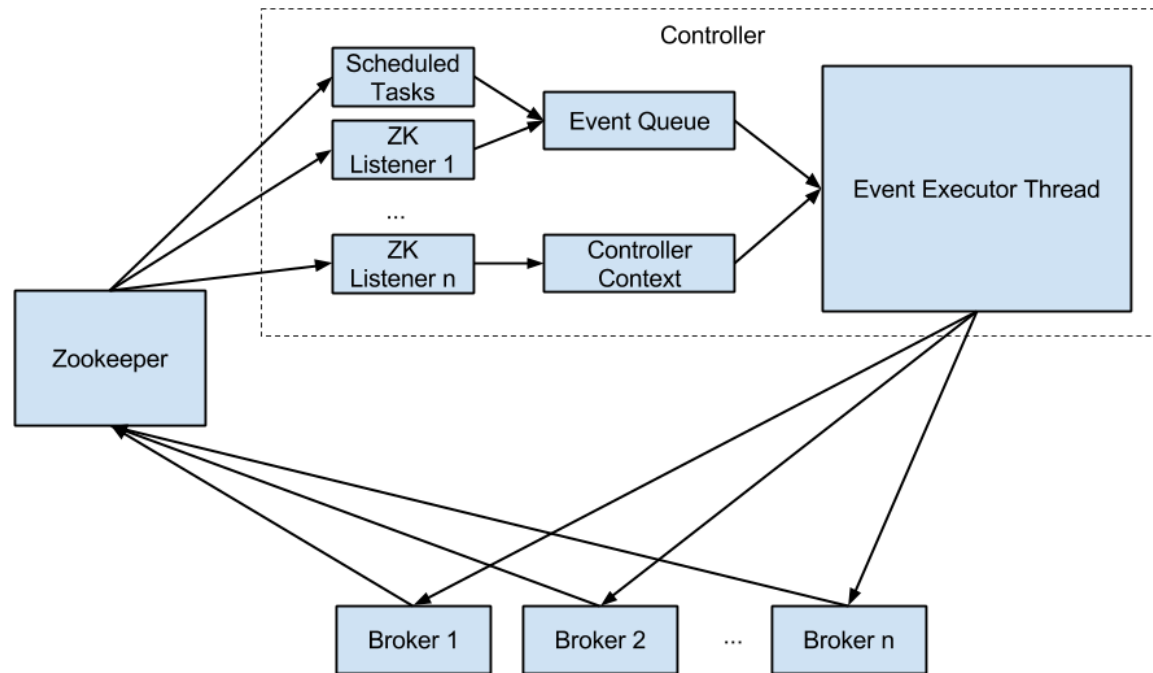 Controller
Scheduled
Tasks
Event Queue
ZK
Listener 1
Event Executor Thread
...
ZK
Listener n
Controller
Context
Zookeeper
Broker 1
Broker 2
...
Broker n